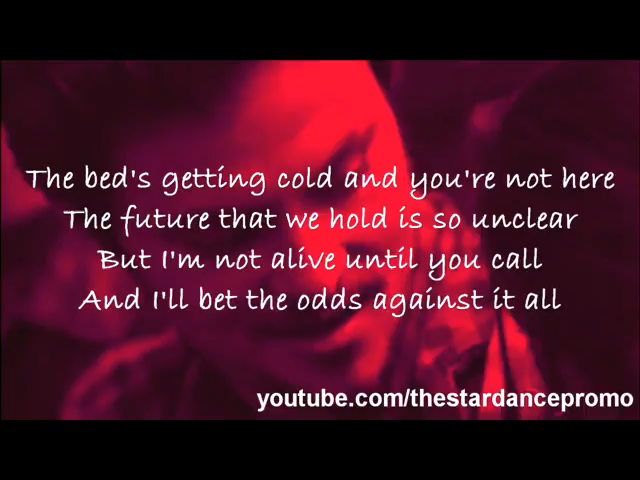 The bed's getting cold and you're not here
The future that we hold is so unclear
But I'm not alive until you call
And I'll bet the odds against it all
youtube.com/thestardancepromo